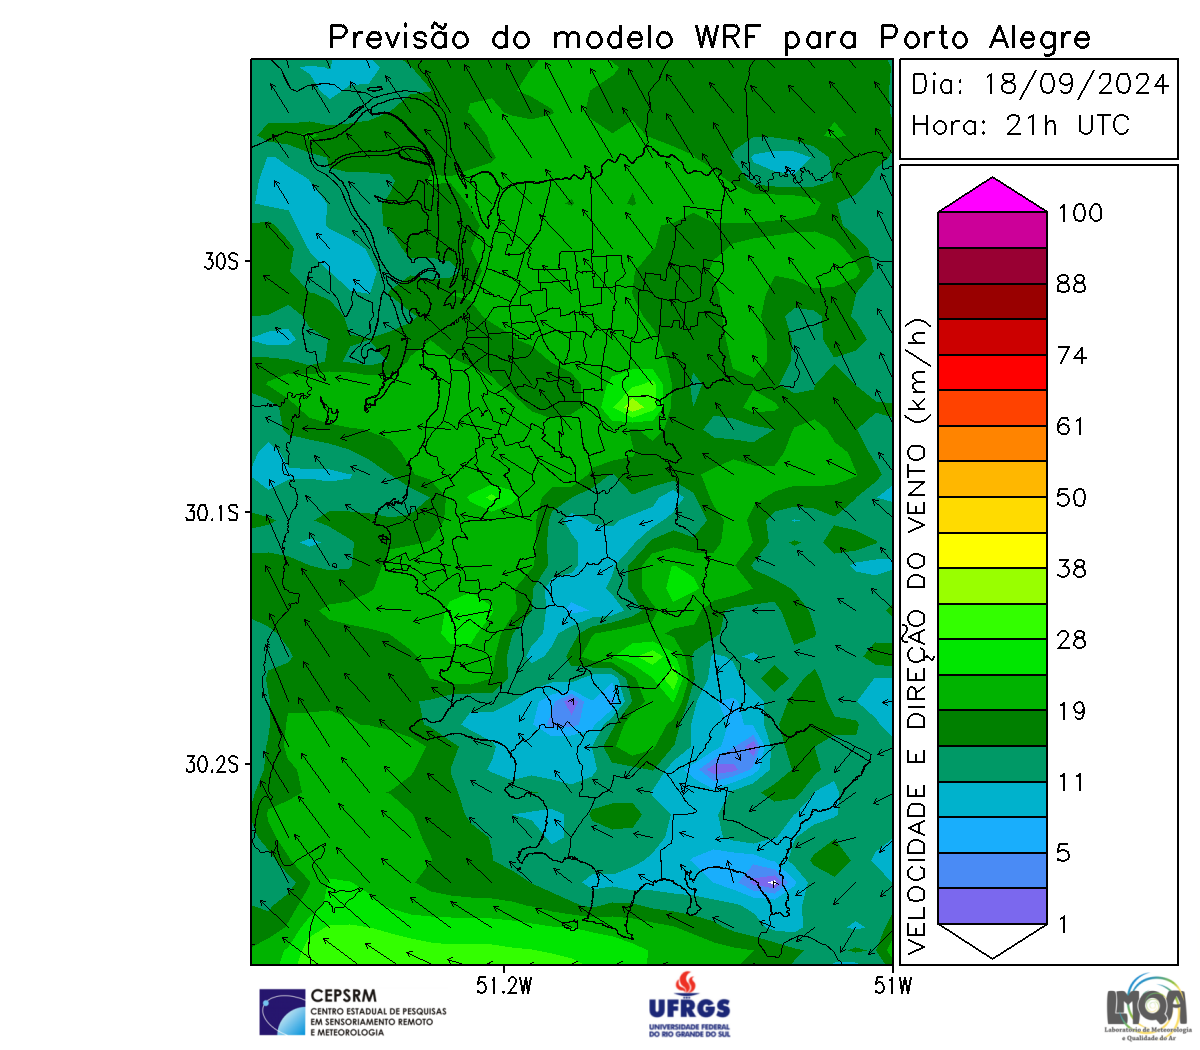 Previsão do modelo WRF para Porto Alegre
Dia: 18/09/2024
Hora: 21h UTC
30S
30.1S
30.2S
51.2W
51W
VELOCIDADE E DIREÇÃO DO VENTO (km/h)
100
88
74
61
50
38
28
19
11
5
1
CEPSRM
CENTRO ESTADUAL DE PESQUISAS
EM SENSORIAMENTO REMOTO
E METEOROLOGIA
UFRGS
UNIVERSIDADE FEDERAL
DO RIO GRANDE DO SUL
LMQA
Laboratório de Meteorologia
e Qualidade do Ar